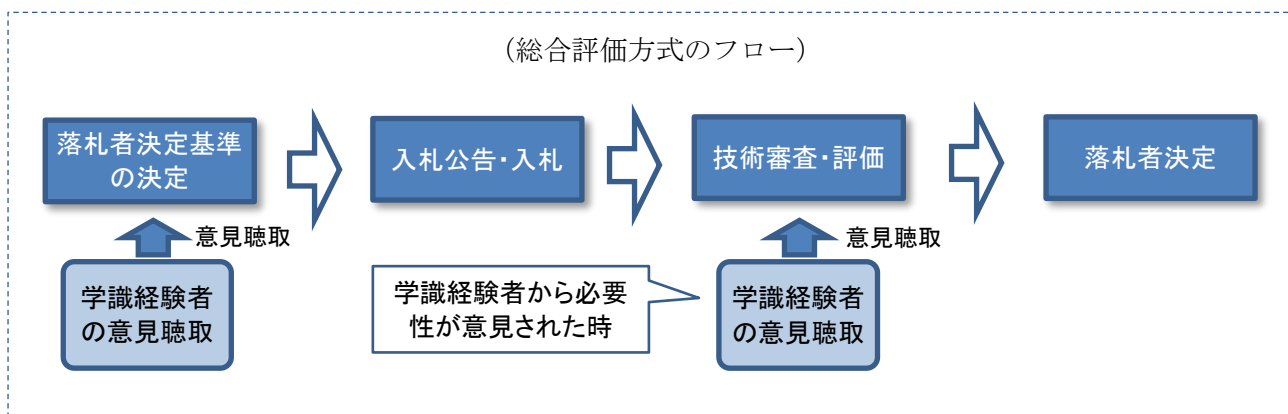 (総合評価方式のフロー)
落札者決定基準
の決定
入札公告・入札
技術審査・評価
落札者決定
意見聴取
意見聴取
学識経験者
の意見聴取
学識経験者から必要
性が意見された時
学識経験者
の意見聴取